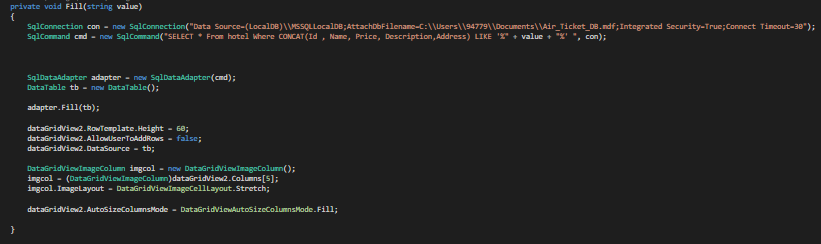 private void Fill(string value)
{
SqlConnection con = new SqlConnection("Data Source=(LocalDB)\\MSSQLLocalDB;AttachDbFilename=C:\\Users\\94779\\Documents\\Air_Ticket_DB.mdf;Integrated Security=True;Connect Timeout=30");
SqlCommand cmd = new SqlCommand("SELECT * From hotel Where CONCAT(Id , Name, Price, Description,Address) LIKE '%" + value + "%' ", con);
SqlDataAdapter adapter = new SqlDataAdapter(cmd);
DataTable tb = new DataTable();
adapter.Fill(tb);
dataGridView2.RowTemplate.Height = 60;
dataGridView2.AllowUserToAddRows = false;
dataGridView2.DataSource = tb;
DataGridViewImageColumn imgcol = new DataGridViewImageColumn();
imgcol = (DataGridViewImageColumn)dataGridView2.Columns[5];
imgcol.ImageLayout = DataGridViewImageCellLayout.Stretch;
dataGridView2.AutoSizeColumnsMode = DataGridViewAutoSizeColumnsMode.Fill;
}